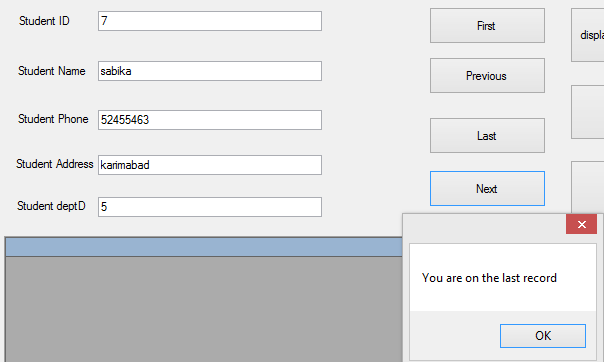 Student ID 7
Student Name sabika
Student Phone 52455463
Student Address karimabad
Student deptD 5
First
Previous
Last
Next
You are on the last record
OK